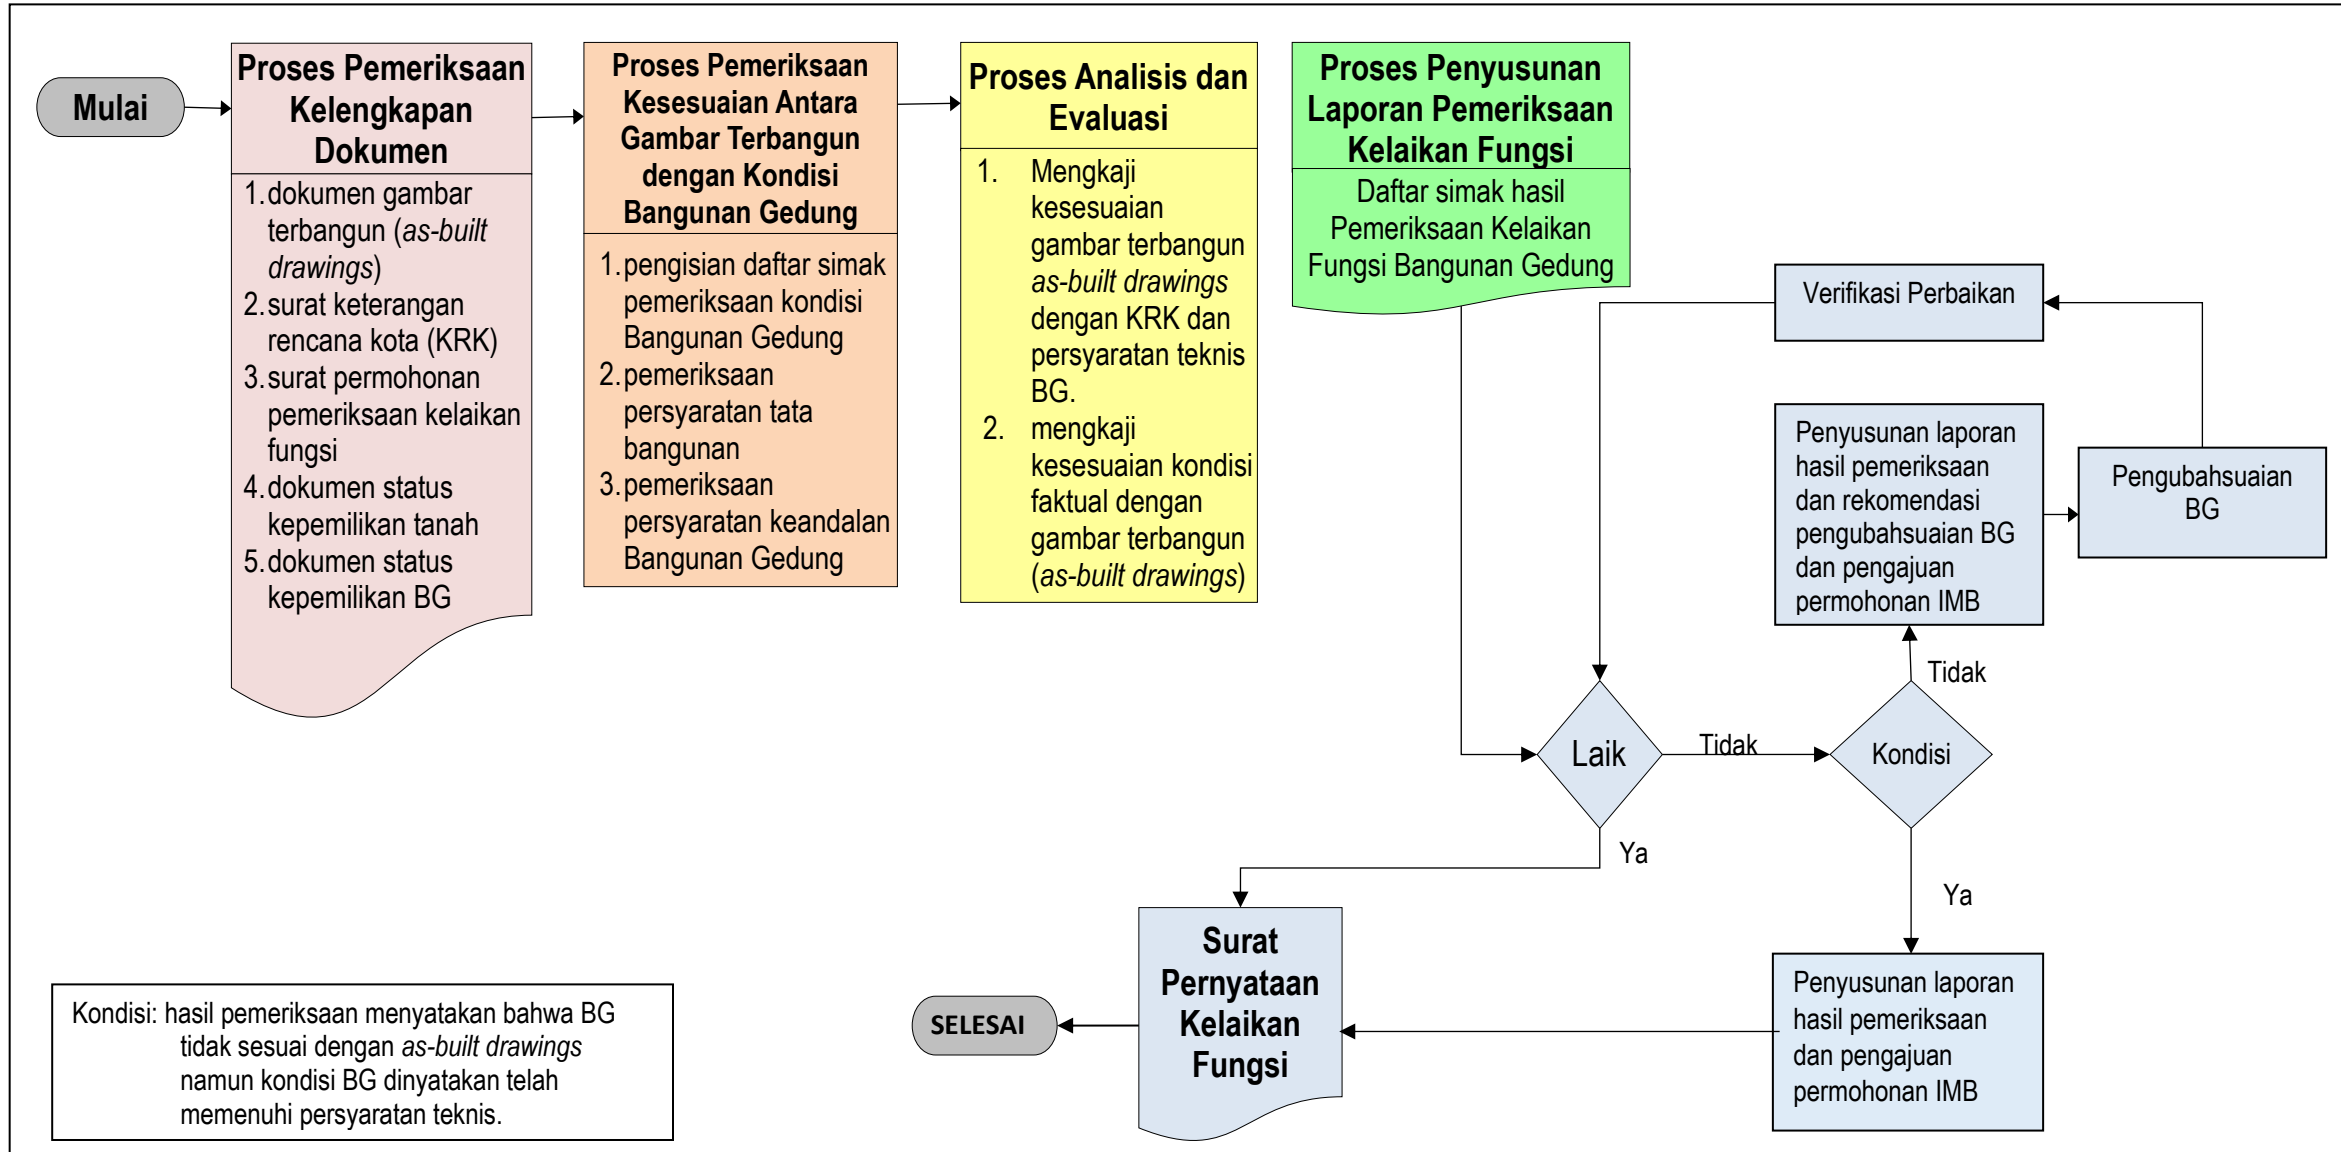 Mulai
Proses Pemeriksaan
Kelengkapan
Dokumen
1. dokumen gambar
terbangun (as-built
drawings)
2. surat keterangan
rencana kota (KRK)
3. surat permohonan
pemeriksaan kelaikan
fungsi
4. dokumen status
kepemilikan tanah
5. dokumen status
kepemilikan BG
Proses Pemeriksaan
Kesesuaian Antara
Gambar Terbangun
dengan Kondisi
Bangunan Gedung
1. pengisian daftar simak
pemeriksaan kondisi
Bangunan Gedung
2. pemeriksaan
persyaratan tata
bangunan
3. pemeriksaan
persyaratan keandalan
Bangunan Gedung
Proses Analisis dan
Evaluasi
1. Mengkaji
kesesuaian
gambar terbangun
as-built drawings
dengan KRK dan
persyaratan teknis
BG.
2. mengkaji
kesesuaian kondisi
faktual dengan
gambar terbangun
(as-built drawings)
Proses Penyusunan
Laporan Pemeriksaan
Kelaikan Fungsi
Daftar simak hasil
Pemeriksaan Kelaikan
Fungsi Bangunan Gedung
Verifikasi Perbaikan
Penyusunan laporan
hasil pemeriksaan
dan rekomendasi
pengubahsuaian BG
dan pengajuan
permohonan IMB
Pengubahsuaian
BG
Tidak
Laik
Tidak
Kondisi
Ya
Ya
Surat
Pernyataan
Kelaikan
Fungsi
SELESAI
Penyusunan laporan
hasil pemeriksaan
dan pengajuan
permohonan IMB
Kondisi: hasil pemeriksaan menyatakan bahwa BG
tidak sesuai dengan as-built drawings
namun kondisi BG dinyatakan telah
memenuhi persyaratan teknis.